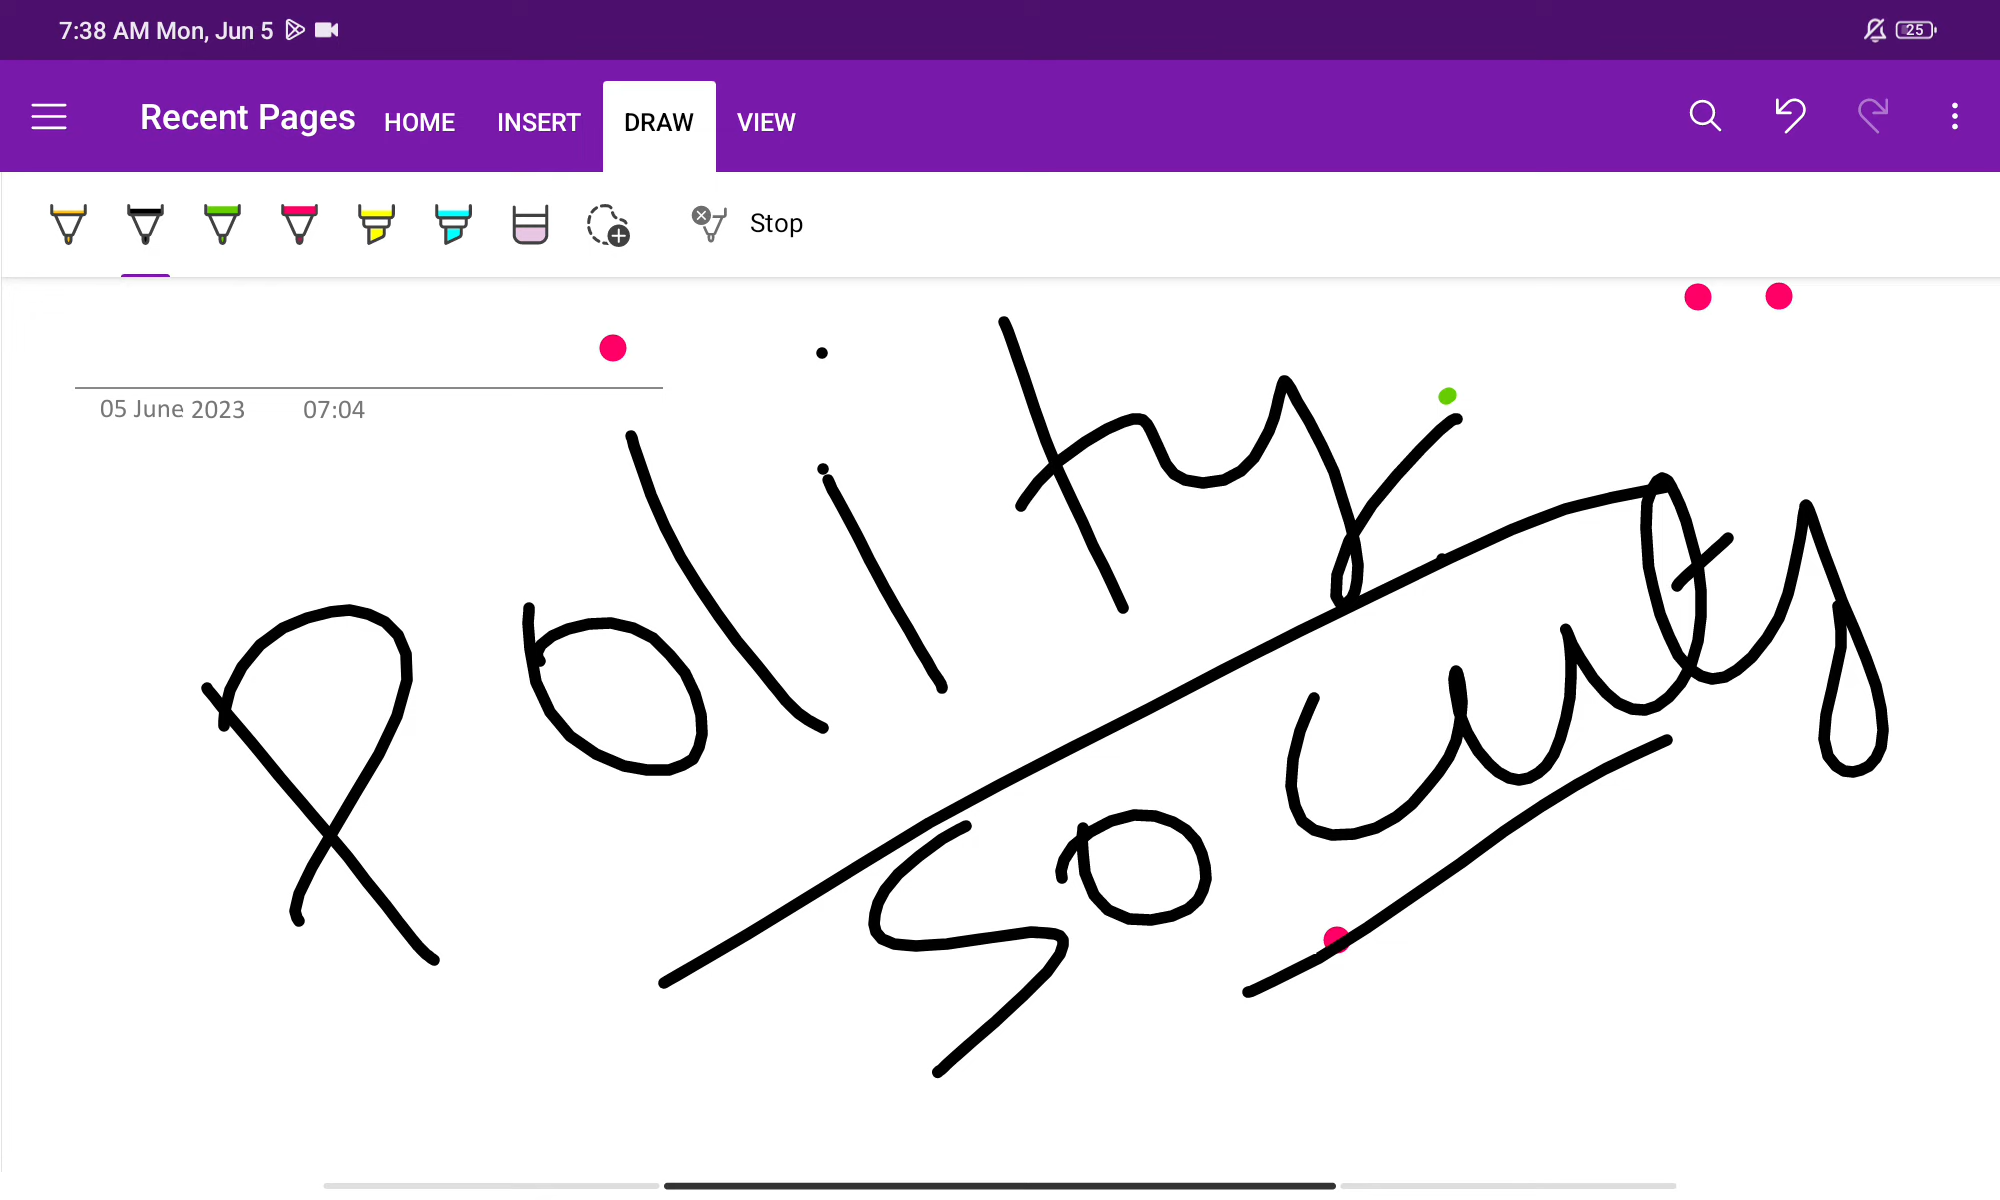 7:38 AM Mon, Jun 5 25
Recent Pages HOME INSERT DRAW VIEW
Stop
05 June 2023 07:04
Polity
Society